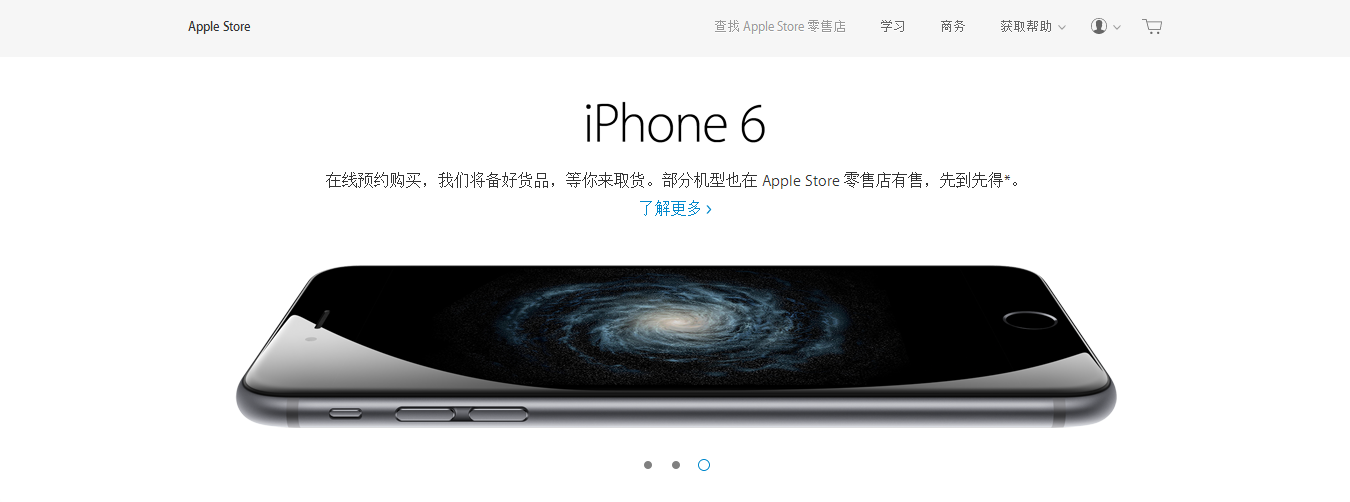 Apple Store 查找 Apple Store 零售店 学习 商务 获取帮助
iPhone 6
在线预约购买，我们将备好货品，等你来取货。部分机型也在 Apple Store 零售店有售，先到先得*。
了解更多 >